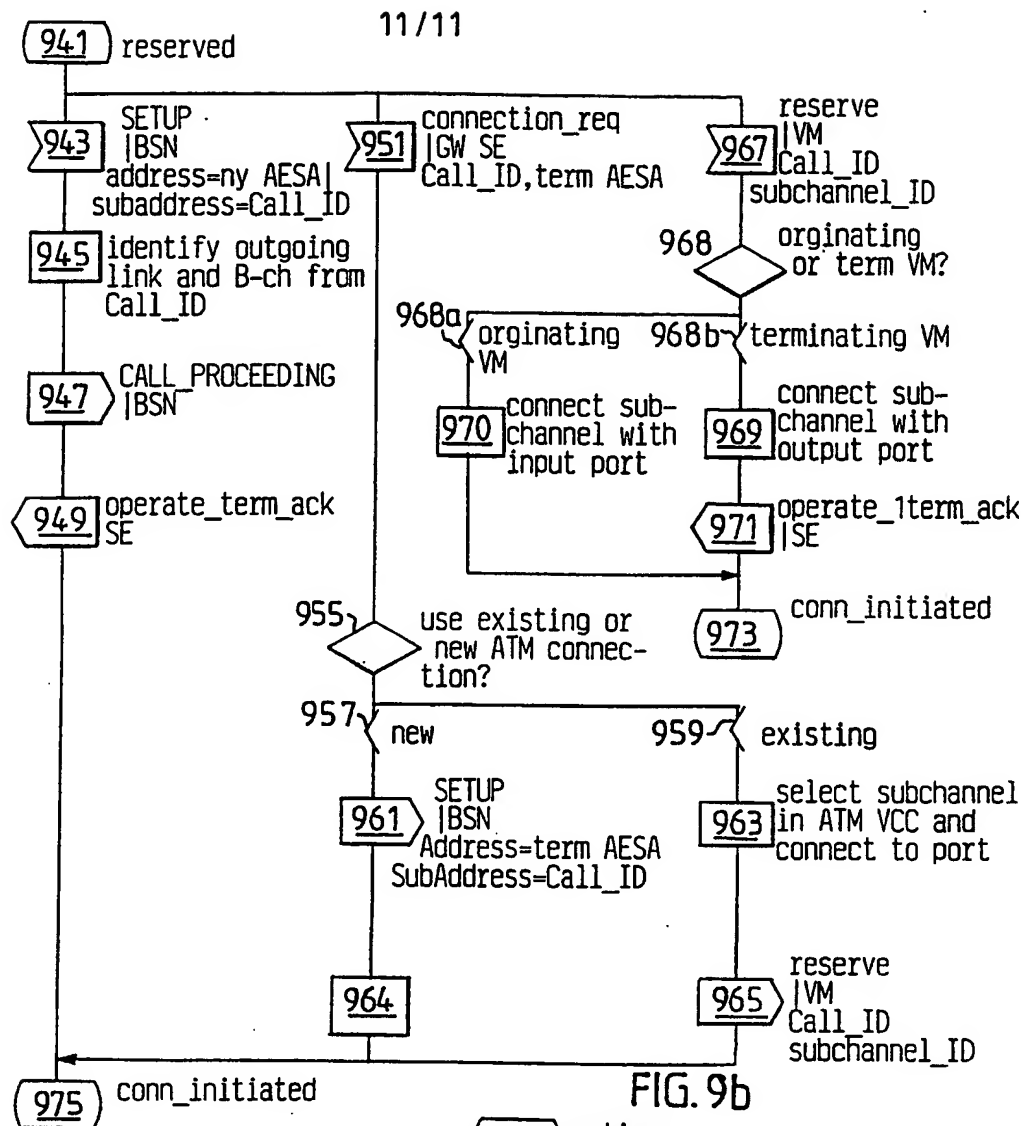 11/11
941 reserved
943 SETUP
|BSN
address=ny AESA|
subaddress=Call_ID
951 connection_req
|GW SE
Call_ID,term AESA
967 reserve
|VM
Call_ID
subchannel_ID
945 identify outgoing
link and B-ch from
Call_ID
968 orginating
or term VM?
968a orginating
VM
968b terminating VM
947 CALL_PROCEEDING
|BSN
970 connect sub-
channel with
input port
969 connect sub-
channel with
output port
949 operate_term_ack
SE
971 operate_1term_ack
|SE
973 conn_initiated
955 use existing or
new ATM connec-
tion?
957 new
959 existing
961 SETUP
|BSN
Address=term AESA
SubAddress=Call_ID
963 select subchannel
in ATM VCC and
connect to port
964
965 reserve
|VM
Call_ID
subchannel_ID
975 conn_initiated
FIG. 9b